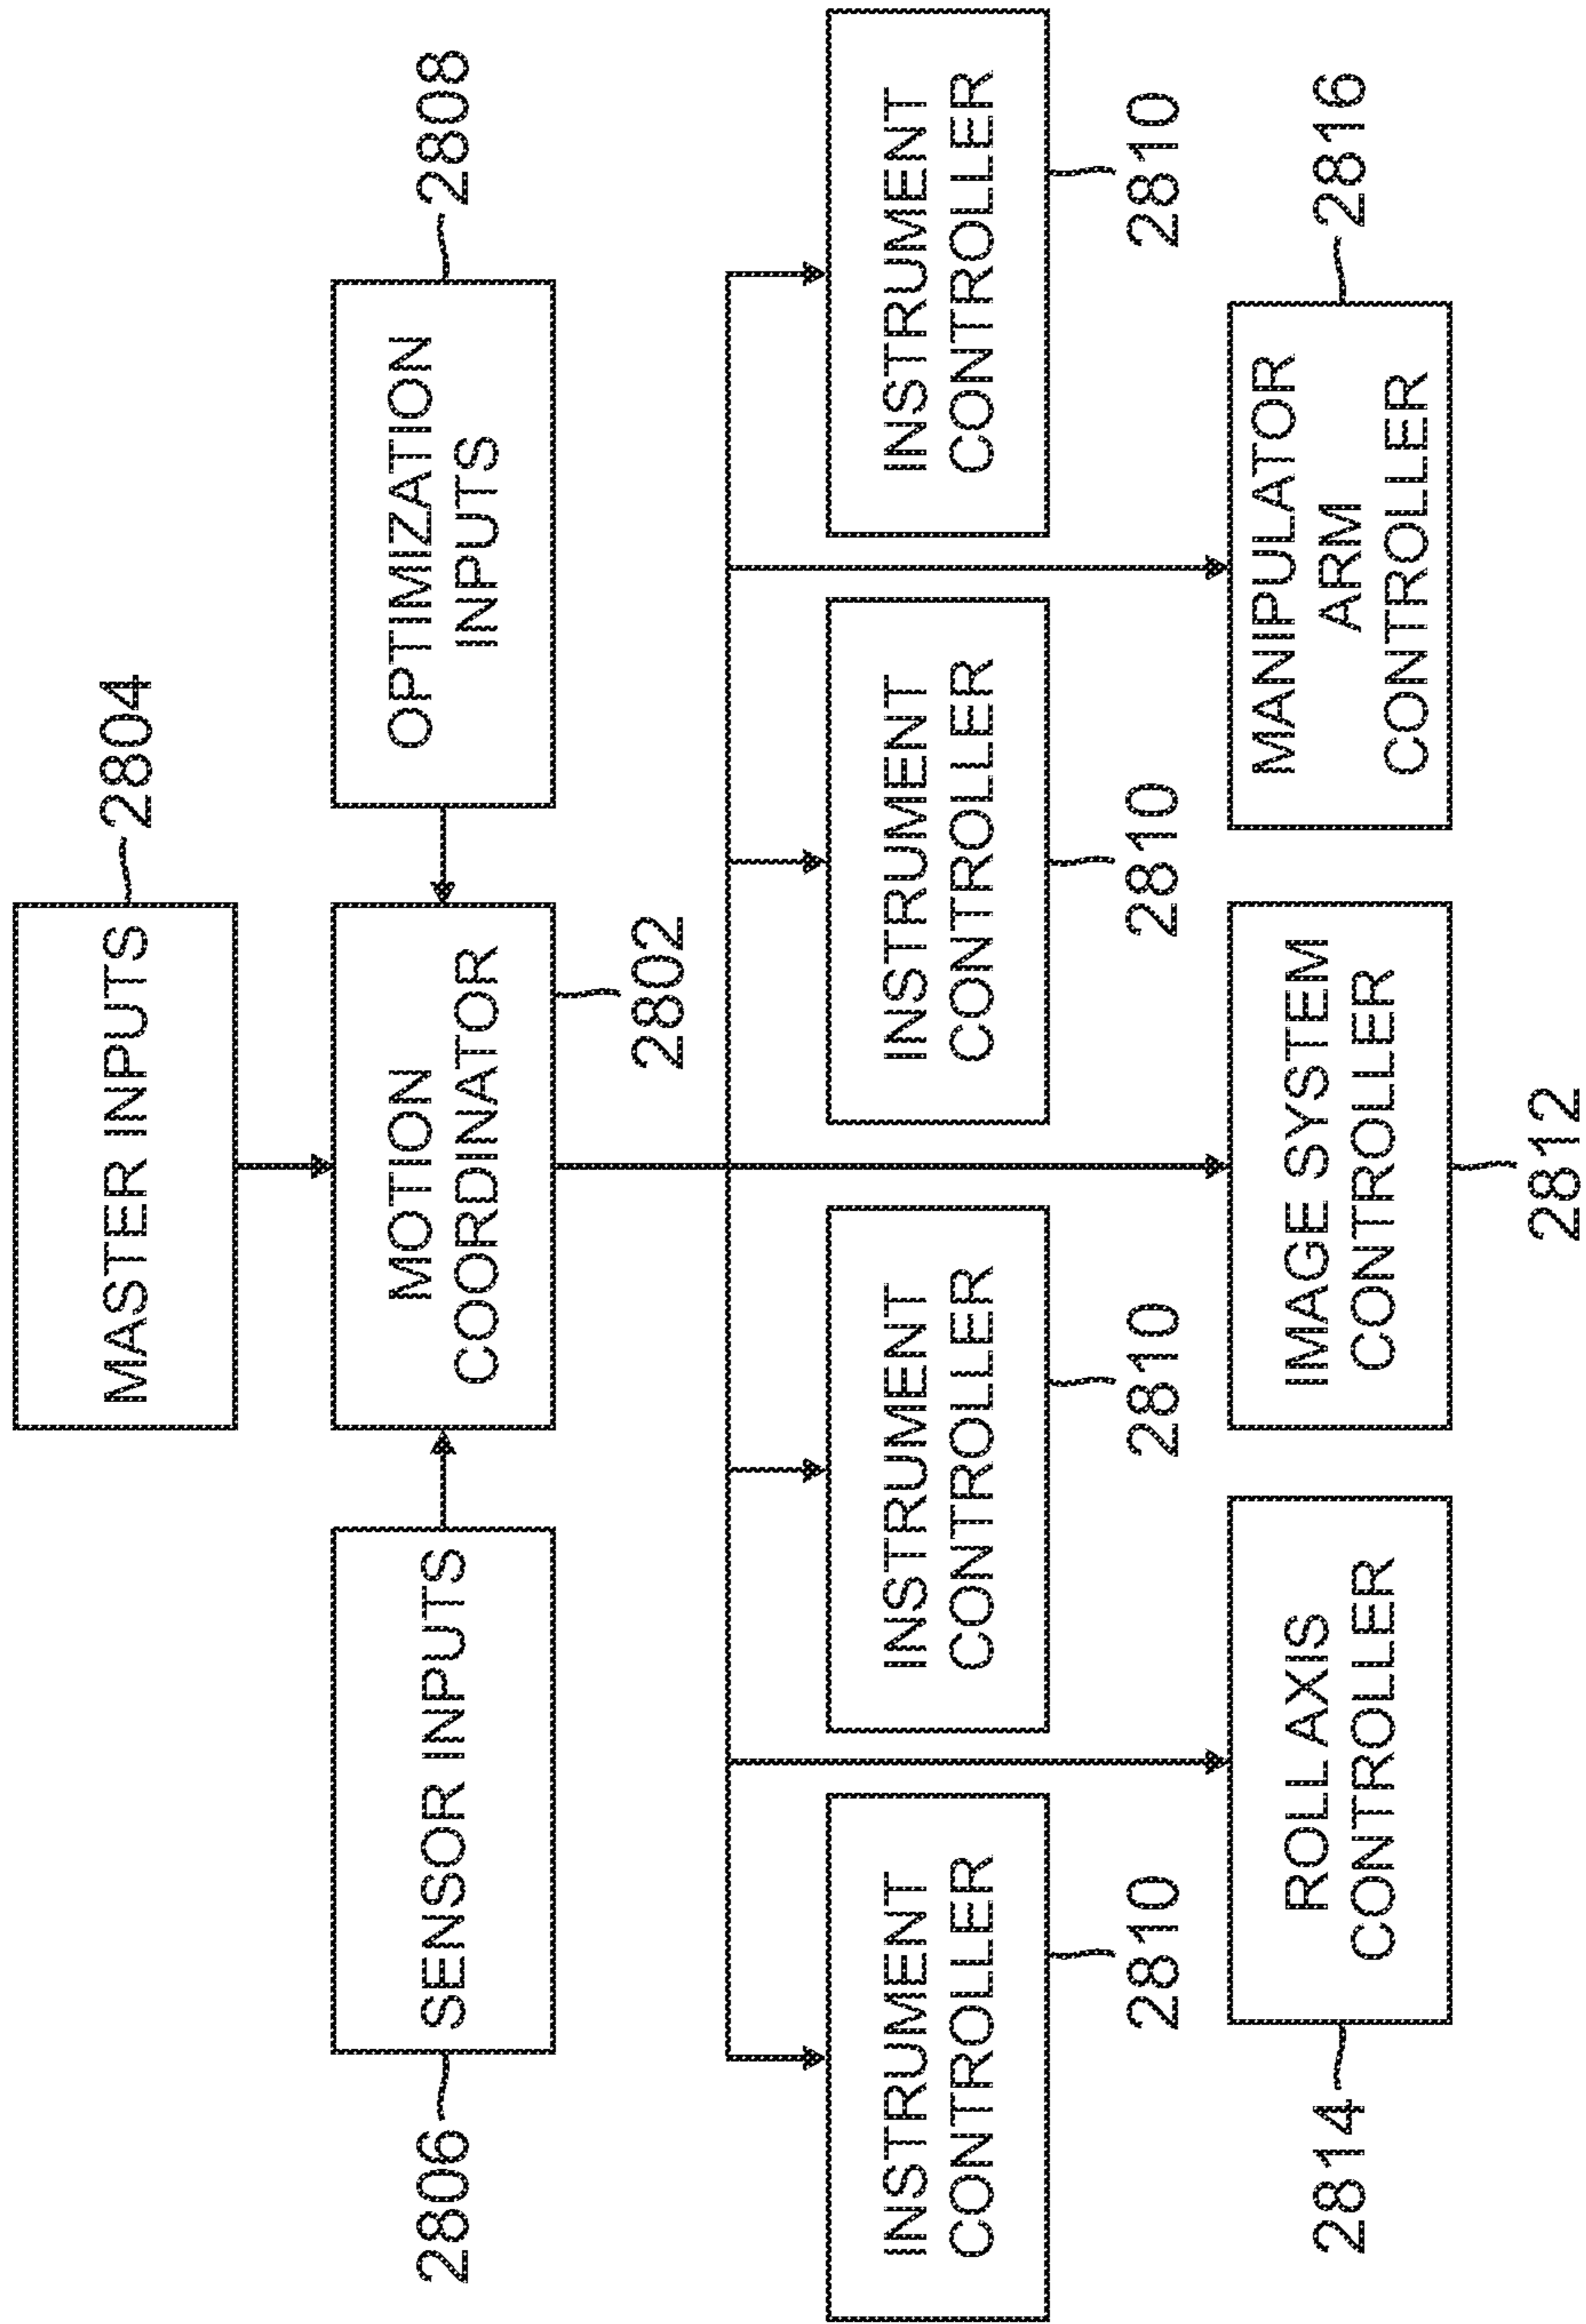 2804
MASTER INPUTS
2806
SENSOR INPUTS
MOTION
COORDINATOR
2802
OPTIMIZATION
INPUTS
2808
INSTRUMENT
CONTROLLER
2810
INSTRUMENT
CONTROLLER
2810
INSTRUMENT
CONTROLLER
2810
INSTRUMENT
CONTROLLER
2810
2814
ROLL AXIS
CONTROLLER
IMAGE SYSTEM
CONTROLLER
2812
MANIPULATOR
ARM
CONTROLLER
2816